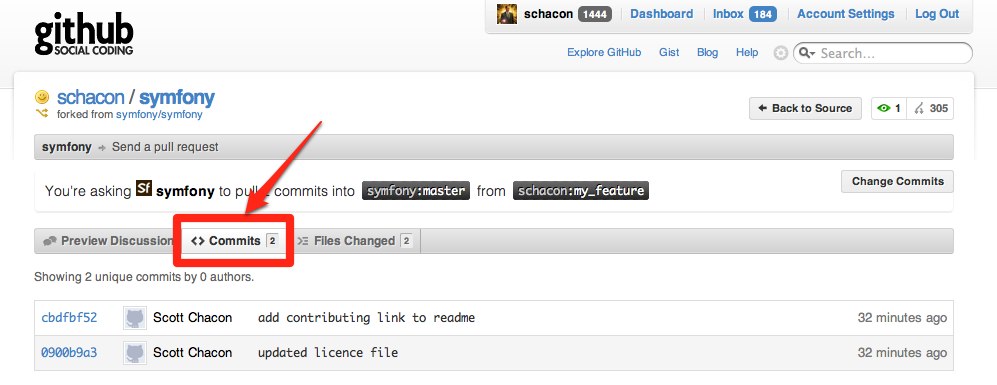 github
SOCIAL CODING
schacon 1444 Dashboard Inbox 184 Account Settings Log Out
Explore GitHub Gist Blog Help Search...
schacon / symfony
forked from symfony/symfony
Back to Source 1 305
symfony Send a pull request
You're asking Sf symfony to pull 2 commits into symfony:master from schacon:my_feature
Change Commits
Preview Discussion Commits 2 Files Changed 2
Showing 2 unique commits by 0 authors.
cbdfbf52 Scott Chacon add contributing link to readme 32 minutes ago
0900b9a3 Scott Chacon updated licence file 32 minutes ago